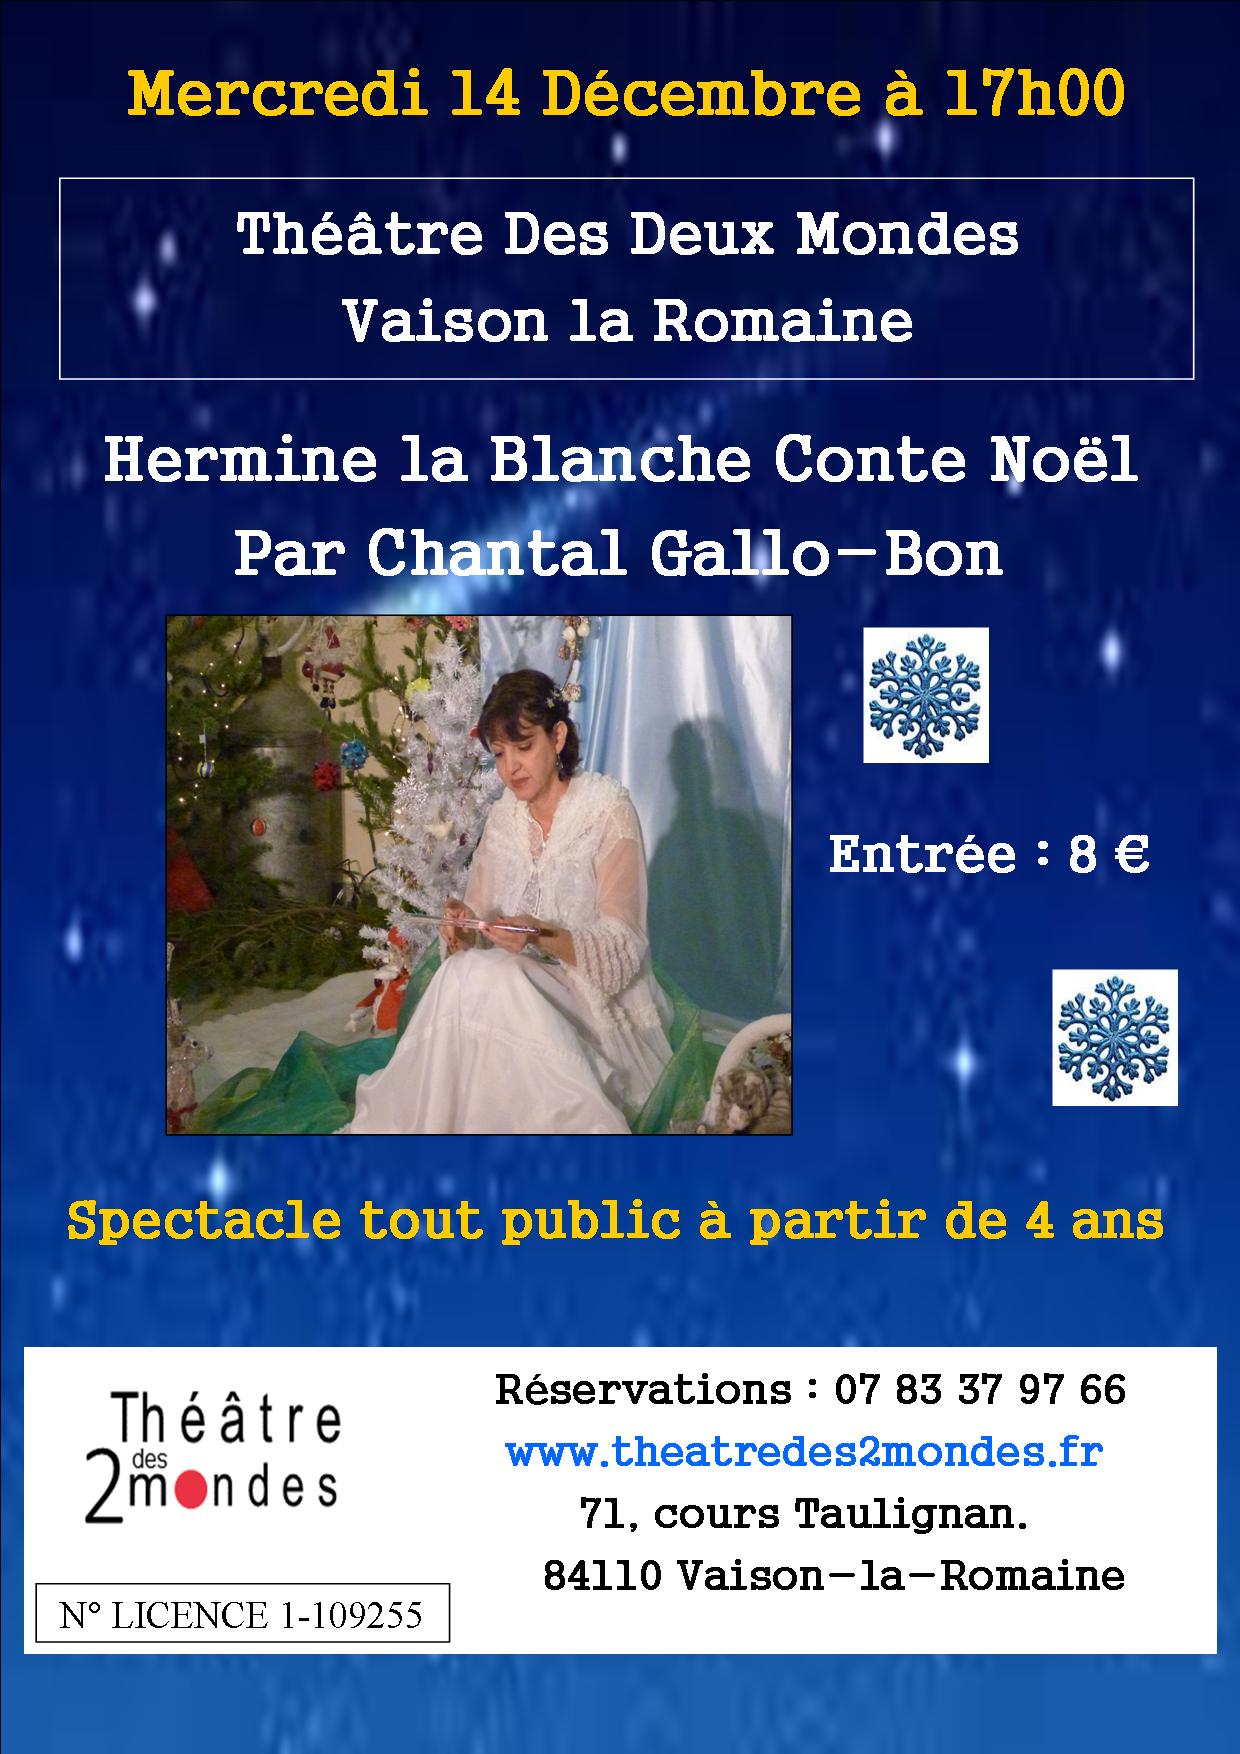 Mercredi 14 Décembre à 17h00
Théâtre Des Deux Mondes
Vaison la Romaine
Hermine la Blanche Conte Noël
Par Chantal Gallo-Bon
Entrée : 8 €
Spectacle tout public à partir de 4 ans
Théâtre
des
2mondes
N° LICENCE 1-109255
Réservations : 07 83 37 97 66
www.theatredes2mondes.fr
71, cours Taulignan.
84110 Vaison-la-Romaine